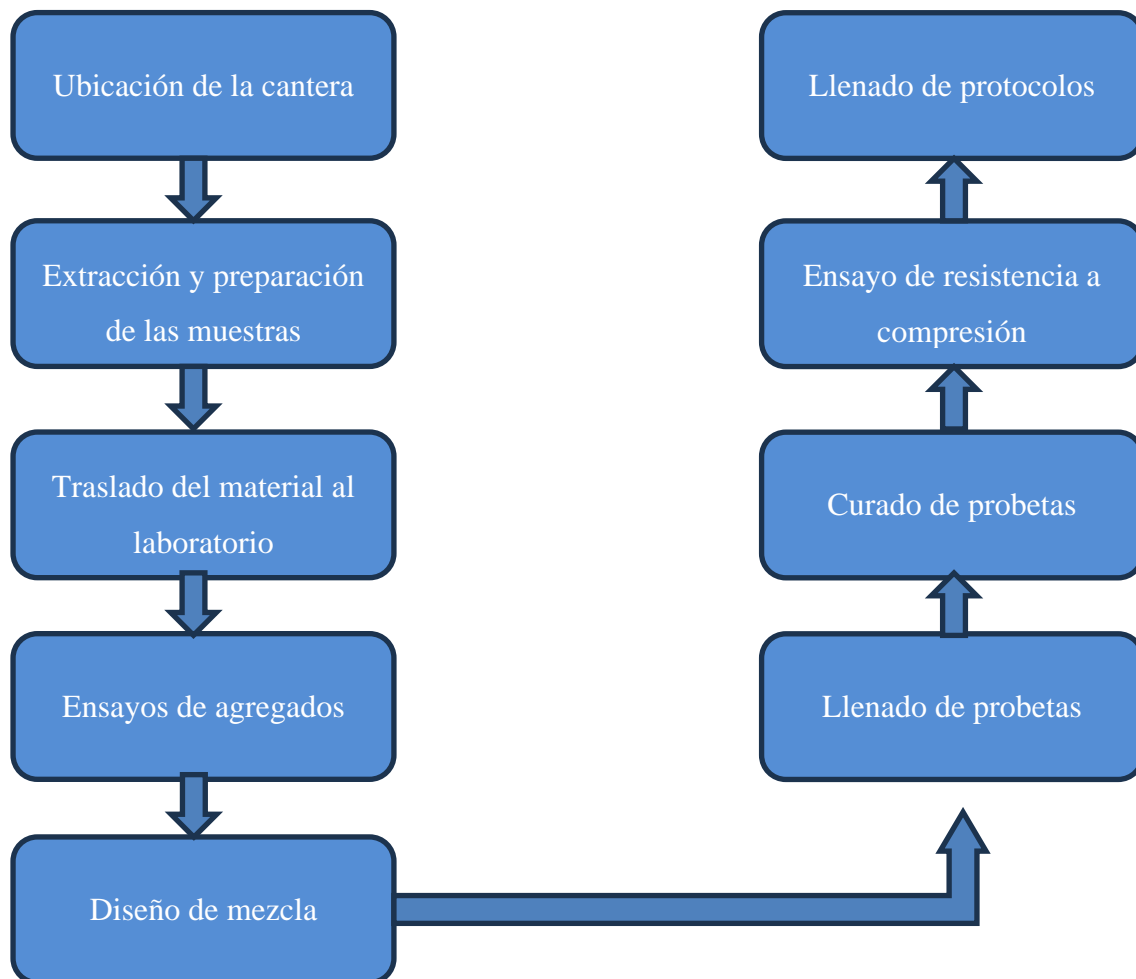 Ubicación de la cantera
Extracción y preparación
de las muestras
Traslado del material al
laboratorio
Ensayos de agregados
Diseño de mezcla
Llenado de probetas
Curado de probetas
Ensayo de resistencia a
compresión
Llenado de protocolos